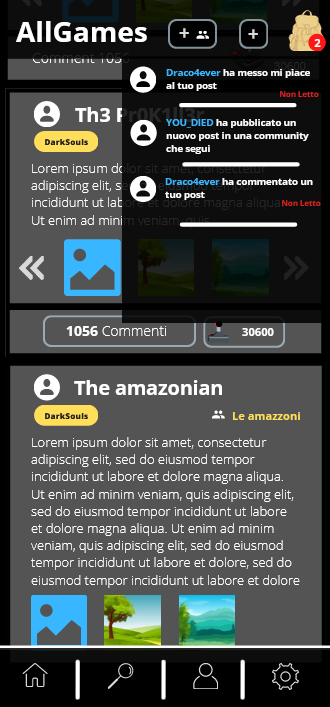 AllGames
+
+
2
Comment 1056
30600
Draco4ever ha messo mi piace
al tuo post
Non Letto
YOU_DIED ha pubblicato un
nuovo post in una community
che segui
Draco4ever ha commentato un
tuo post
Non Letto
Th3 Pr0K1ll3r
DarkSouls
Lorem ipsum dolor sit amet, consectetur
adipiscing elit, sed do eiusmod tempor
incididunt ut labore et dolore magna aliqua.
Ut enim ad minim veniam, quis
1056 Commenti
30600
The amazonian
DarkSouls
Le amazzoni
Lorem ipsum dolor sit amet, consectetur
adipiscing elit, sed do eiusmod tempor
incididunt ut labore et dolore magna aliqua.
Ut enim ad minim veniam, quis adipiscing elit,
sed do eiusmod tempor incididunt ut labore
et dolore magna aliqua. Ut enim ad minim
veniam, quis adipiscing elit, sed do eiusmod
tempor incididunt ut labore et dolore, sed do
eiusmod tempor incididunt ut labore et dolore